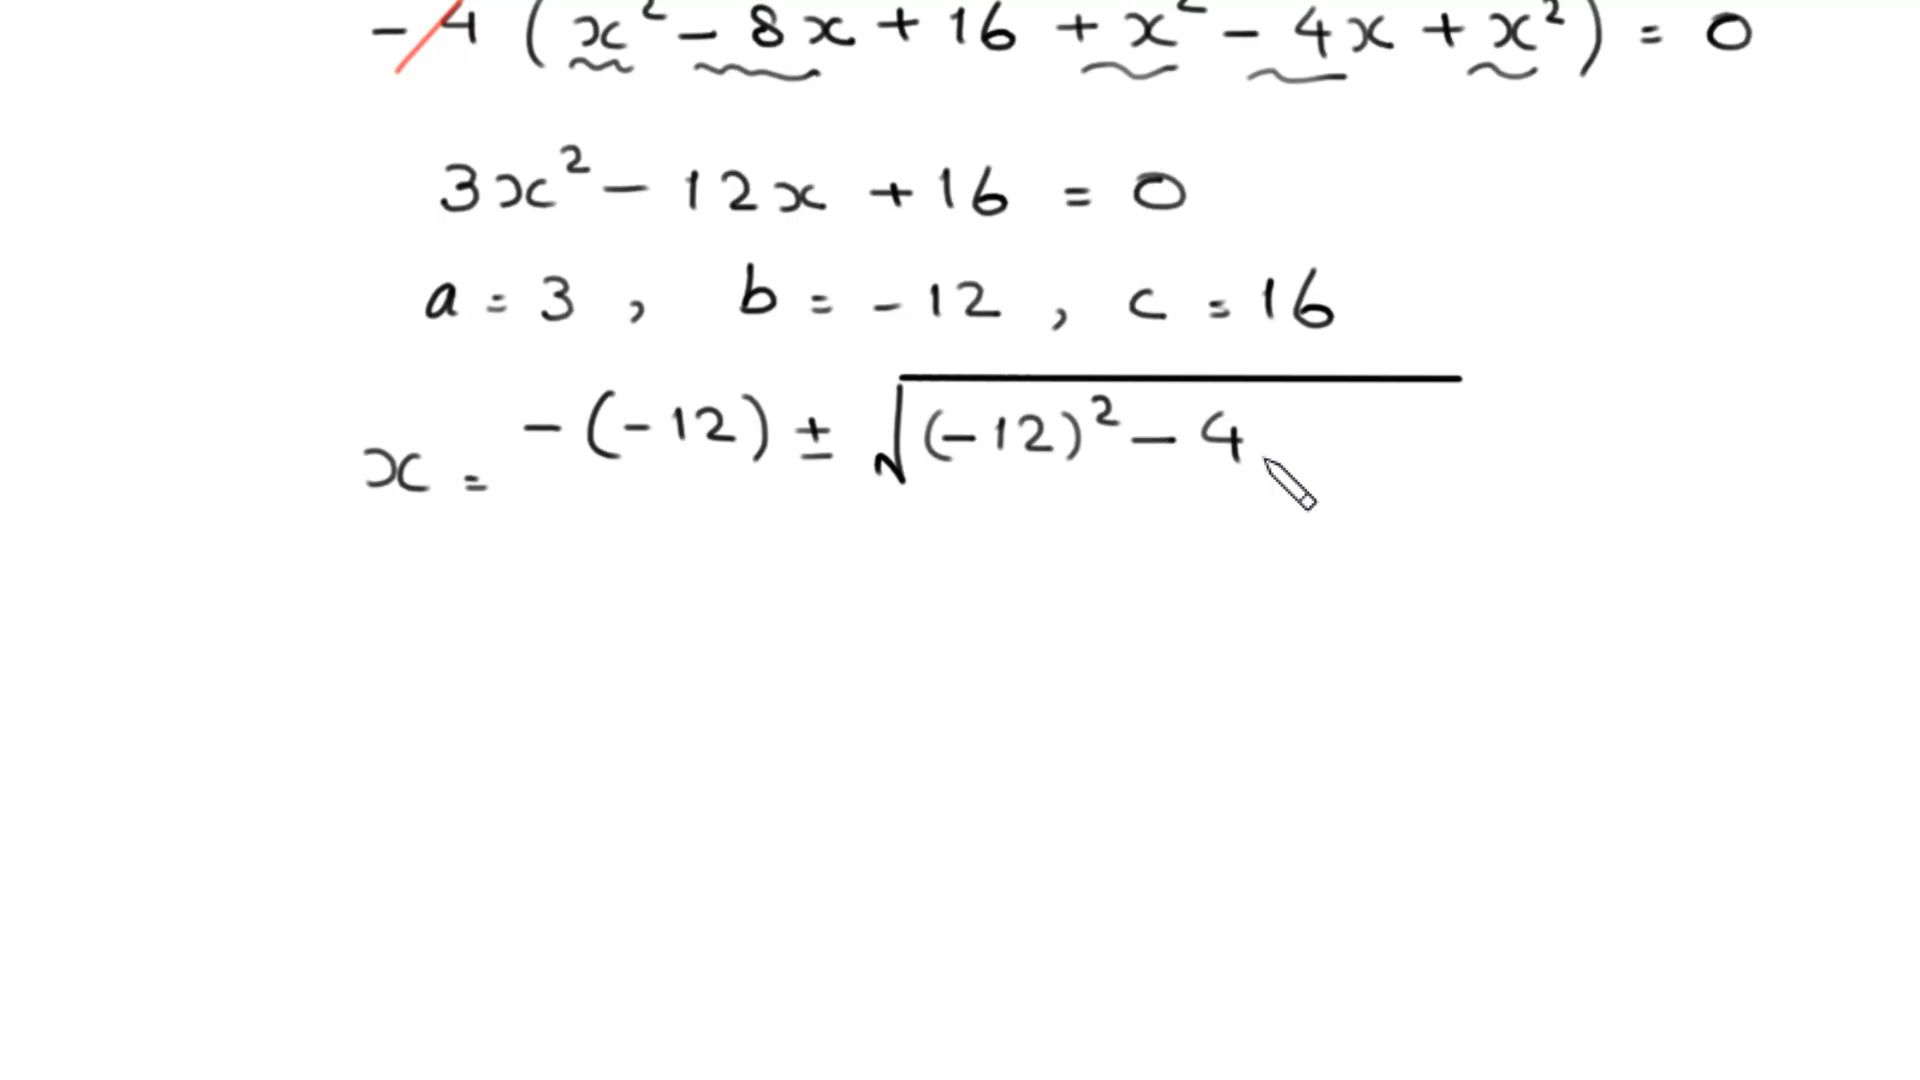 - 4 (x² - 8x + 16 + x² - 4x + x²) = 0
3x² - 12x + 16 = 0
a = 3 , b = - 12 , c = 16
x = -(-12) ± √(-12)² - 4